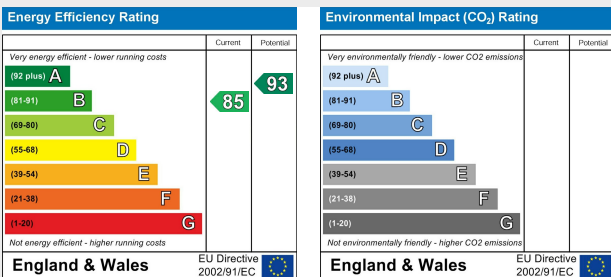 Energy Efficiency Rating
Current Potential
Very energy efficient - lower running costs
(92 plus) A
(81-91) B
(69-80) C
(55-68) D
(39-54) E
(21-38) F
(1-20) G
85
93
Not energy efficient - higher running costs
England & Wales
EU Directive
2002/91/EC
Environmental Impact (CO₂) Rating
Current Potential
Very environmentally friendly - lower CO2 emissions
(92 plus) A
(81-91) B
(69-80) C
(55-68) D
(39-54) E
(21-38) F
(1-20) G
Not environmentally friendly - higher CO2 emissions
England & Wales
EU Directive
2002/91/EC